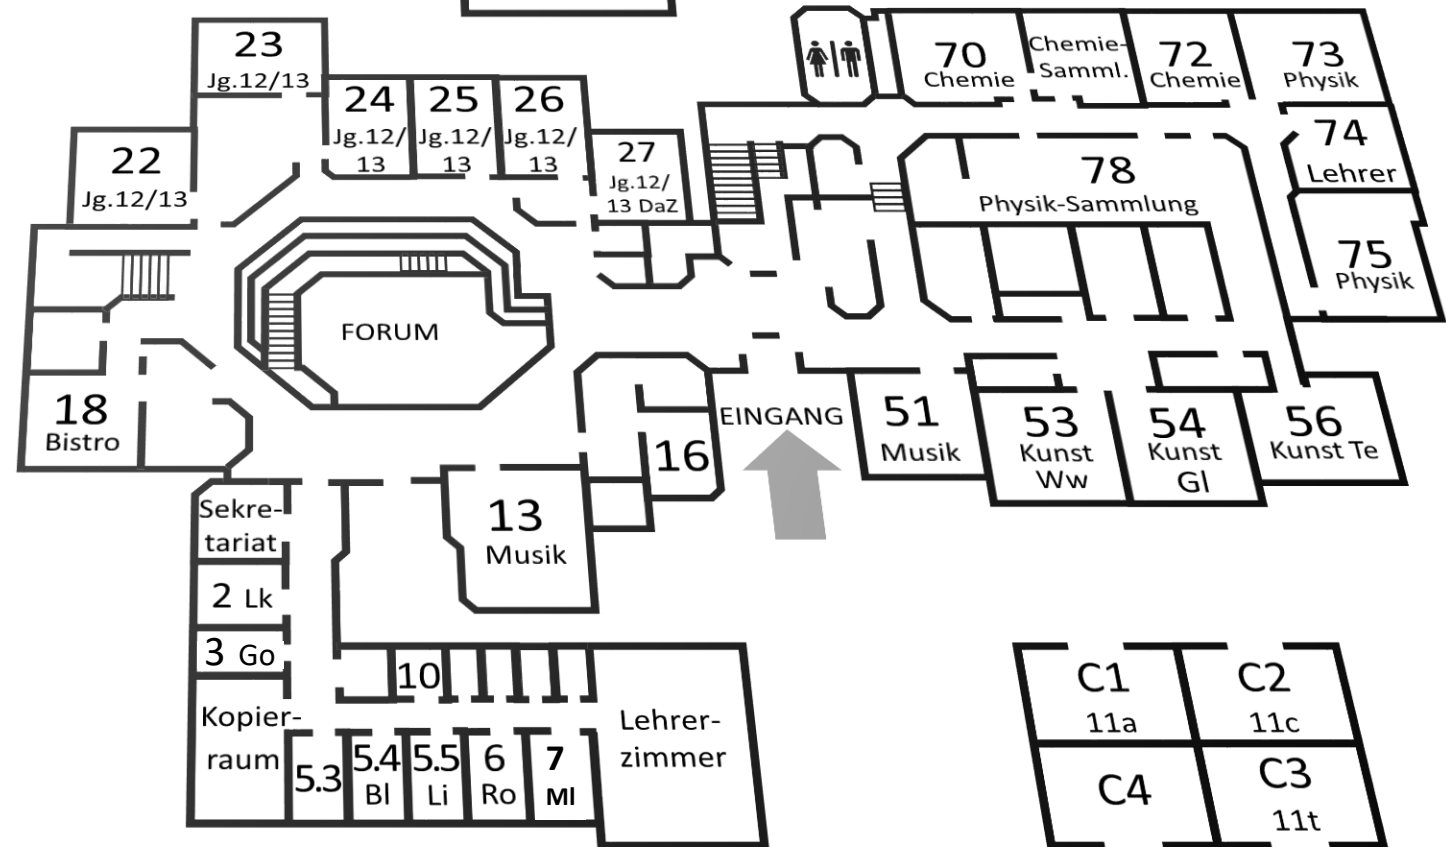 23
Jg.12/13
24
Jg.12/
13
25
Jg.12/
13
26
Jg.12/
13
27
Jg.12/
13 DaZ
22
Jg.12/13
FORUM
18
Bistro
70
Chemie
Chemie-
Samml.
72
Chemie
73
Physik
74
Lehrer
75
Physik
78
Physik-Sammlung
EINGANG
51
Musik
53
Kunst
Ww
54
Kunst
Gl
56
Kunst Te
16
13
Musik
Sekre-
tariat
2 Lk
3 Go
Kopier-
raum
10
5.3
5.4
Bl
5.5
Li
6
Ro
7
Ml
Lehrer-
zimmer
C1
11a
C2
11c
C4
C3
11t